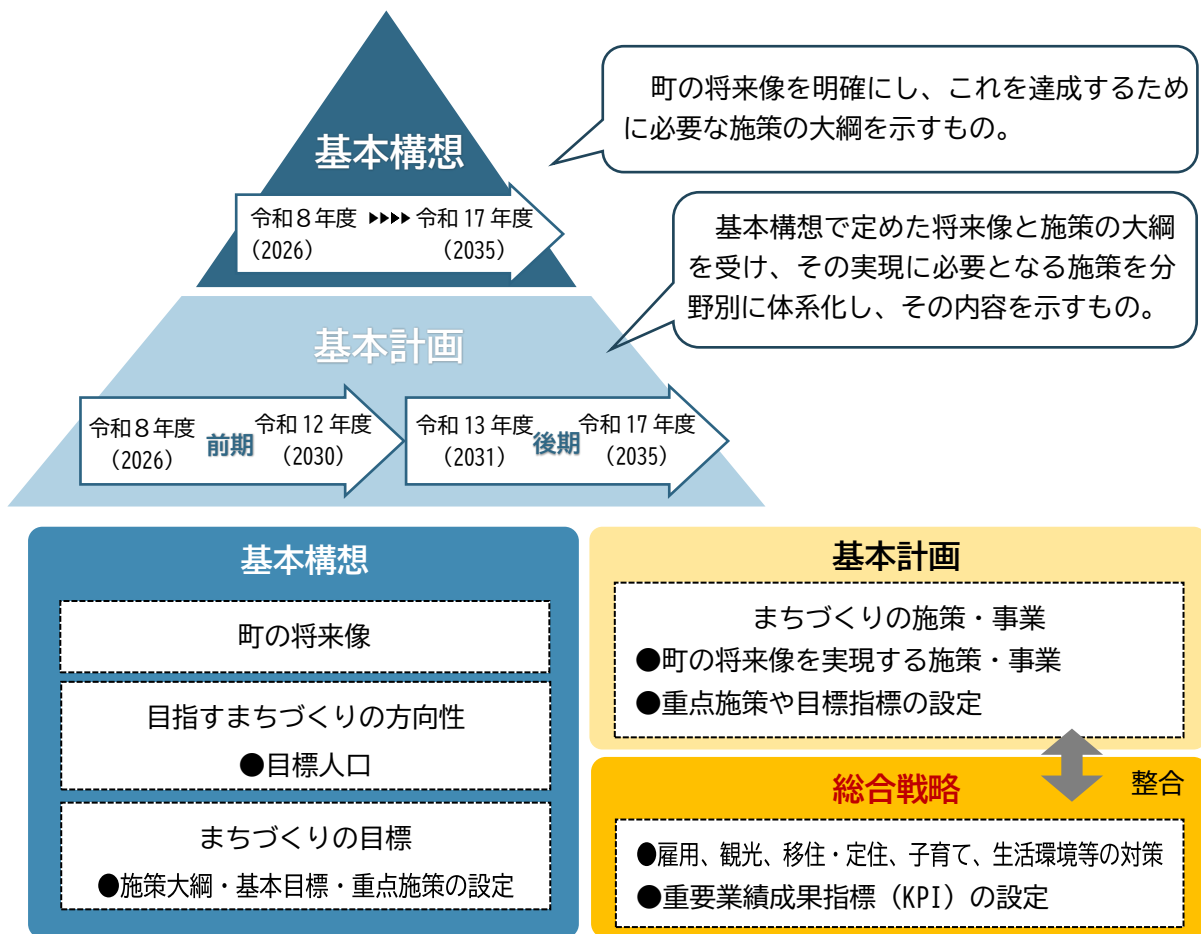 町の将来像を明確にし、これを達成するため
に必要な施策の大綱を示すもの。
基本構想
令和８年度 ▶▶▶▶ 令和17年度
(2026) (2035)
基本構想で定めた将来像と施策の大綱
を受け、その実現に必要となる施策を分
野別に体系化し、その内容を示すもの。
基本計画
令和８年度 前期 令和12年度
(2026) (2030)
令和13年度 後期 令和17年度
(2031) (2035)
基本構想
町の将来像
目指すまちづくりの方向性
●目標人口
まちづくりの目標
●施策大綱・基本目標・重点施策の設定
基本計画
まちづくりの施策・事業
●町の将来像を実現する施策・事業
●重点施策や目標指標の設定
整合
総合戦略
●雇用、観光、移住・定住、子育て、生活環境等の対策
●重要業績成果指標（KPI）の設定